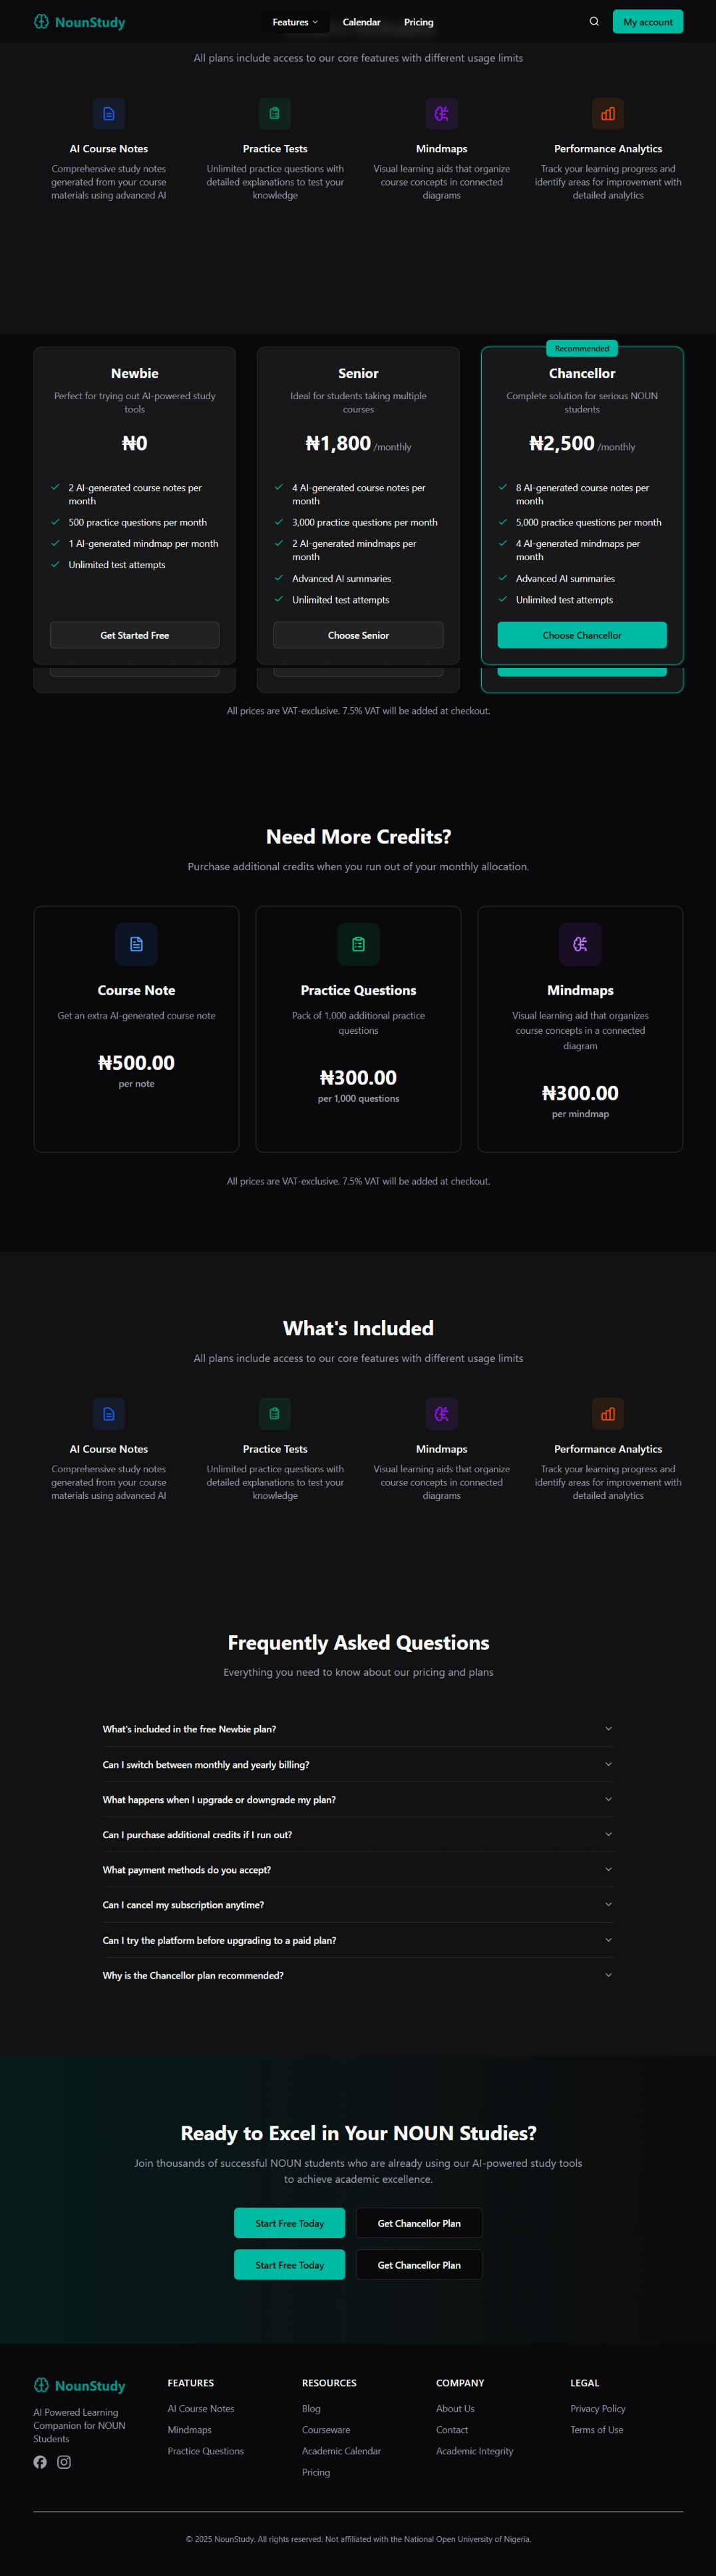 NounStudy
Features
Calendar
Pricing
My account
All plans include access to our core features with different usage limits
AI Course Notes
Comprehensive study notes
generated from your course
materials using advanced AI
Practice Tests
Unlimited practice questions with
detailed explanations to test your
knowledge
Mindmaps
Visual learning aids that organize
course concepts in connected
diagrams
Performance Analytics
Track your learning progress and
identify areas for improvement with
detailed analytics
Newbie
Perfect for trying out AI-powered study
tools
₦0
2 AI-generated course notes per
month
500 practice questions per month
1 AI-generated mindmap per month
Unlimited test attempts
Get Started Free
Senior
Ideal for students taking multiple
courses
₦1,800 /monthly
4 AI-generated course notes per
month
3,000 practice questions per month
2 AI-generated mindmaps per
month
Advanced AI summaries
Unlimited test attempts
Choose Senior
Recommended
Chancellor
Complete solution for serious NOUN
students
₦2,500 /monthly
8 AI-generated course notes per
month
5,000 practice questions per month
4 AI-generated mindmaps per
month
Advanced AI summaries
Unlimited test attempts
Choose Chancellor
All prices are VAT-exclusive. 7.5% VAT will be added at checkout.
Need More Credits?
Purchase additional credits when you run out of your monthly allocation.
Course Note
Get an extra AI-generated course note
₦500.00
per note
Practice Questions
Pack of 1,000 additional practice
questions
₦300.00
per 1,000 questions
Mindmaps
Visual learning aid that organizes
course concepts in a connected
diagram
₦300.00
per mindmap
All prices are VAT-exclusive. 7.5% VAT will be added at checkout.
What's Included
All plans include access to our core features with different usage limits
AI Course Notes
Comprehensive study notes
generated from your course
materials using advanced AI
Practice Tests
Unlimited practice questions with
detailed explanations to test your
knowledge
Mindmaps
Visual learning aids that organize
course concepts in connected
diagrams
Performance Analytics
Track your learning progress and
identify areas for improvement with
detailed analytics
Frequently Asked Questions
Everything you need to know about our pricing and plans
What's included in the free Newbie plan?
Can I switch between monthly and yearly billing?
What happens when I upgrade or downgrade my plan?
Can I purchase additional credits if I run out?
What payment methods do you accept?
Can I cancel my subscription anytime?
Can I try the platform before upgrading to a paid plan?
Why is the Chancellor plan recommended?
Ready to Excel in Your NOUN Studies?
Join thousands of successful NOUN students who are already using our AI-powered study tools
to achieve academic excellence.
Start Free Today
Get Chancellor Plan
Start Free Today
Get Chancellor Plan
NounStudy
AI Powered Learning
Companion for NOUN
Students
FEATURES
AI Course Notes
Mindmaps
Practice Questions
RESOURCES
Blog
Courseware
Academic Calendar
Pricing
COMPANY
About Us
Contact
Academic Integrity
LEGAL
Privacy Policy
Terms of Use
© 2025 NounStudy. All rights reserved. Not affiliated with the National Open University of Nigeria.